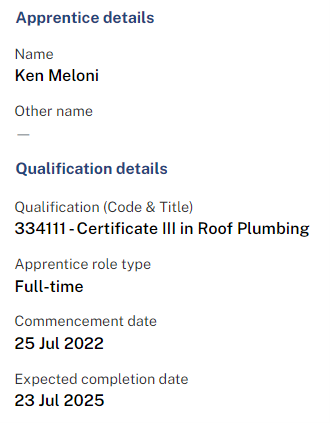 Apprentice details
Name
Ken Meloni
Other name
—
Qualification details
Qualification (Code & Title)
334111 - Certificate III in Roof Plumbing
Apprentice role type
Full-time
Commencement date
25 Jul 2022
Expected completion date
23 Jul 2025